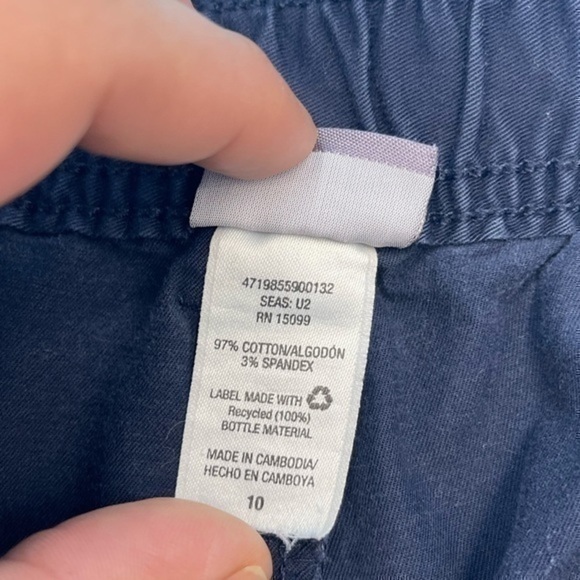 4719855900132
SEAS: U2
RN 15099
97% COTTON/ALGODÓN
3% SPANDEX
LABEL MADE WITH
Recycled (100%)
BOTTLE MATERIAL
MADE IN CAMBODIA/
HECHO EN CAMBOYA
10